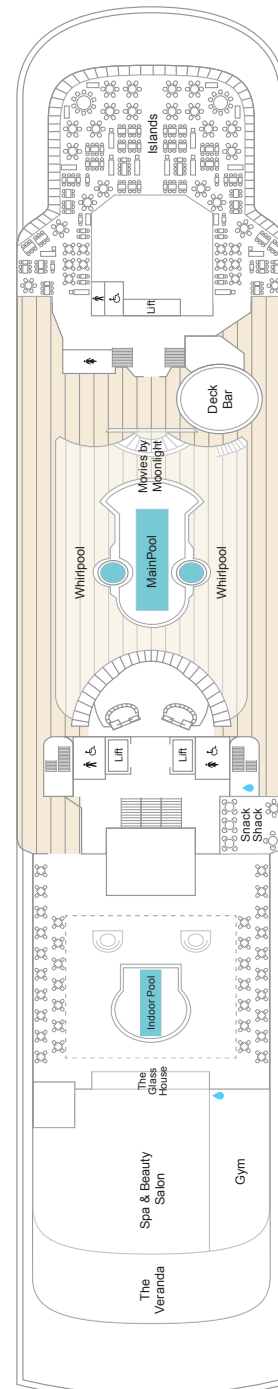 Islands
Lift
Deck
Bar
Movies by
Moonlight
Whirlpool
MainPool
Whirlpool
Lift
Lift
Snack
Shack
Indoor Pool
The
Glass
House
Spa & Beauty
Salon
Gym
The
Veranda